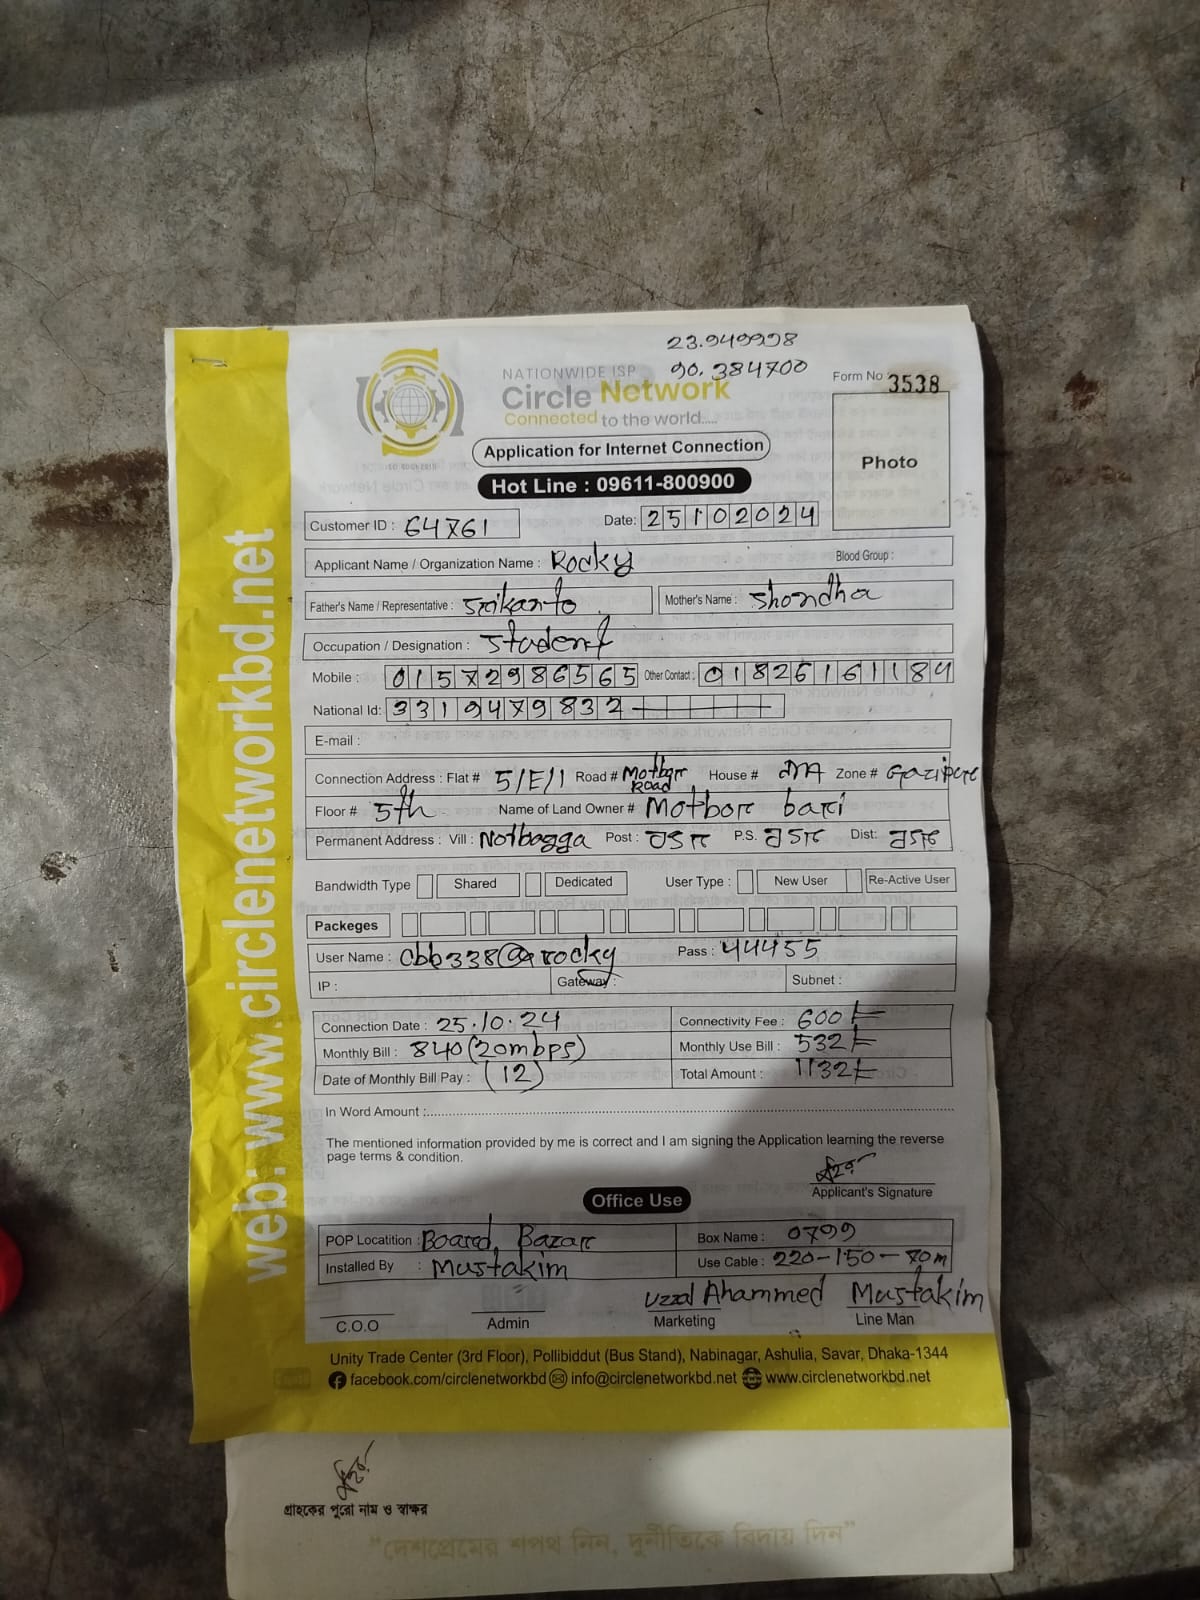 23.949998
90.384700
NATIONWIDE ISP
Circle Network
Connected to the world.....
Form No : 3538
Photo
Application for Internet Connection
Hot Line : 09611-800900
Customer ID : 64761
Date: 25102024
Applicant Name / Organization Name : Rocky
Blood Group :
Father's Name / Representative : Srikanto
Mother's Name : Shondha
Occupation / Designation : Student
Mobile : 01572986565 Other Contact : 01826161184
National Id: 3319479832
E-mail :
Connection Address : Flat # 5/E/1 Road # Motbor Road House # Zone # Gazipur
Floor # 5th Name of Land Owner # Motbor bari
Permanent Address : Vill : Notbagga Post : P.S. Dist:
Bandwidth Type Shared Dedicated User Type : New User Re-Active User
Packeges
User Name : cbb338@rocky Pass : 44455
IP : Gateway : Subnet :
Connection Date : 25.10.24 Connectivity Fee : 600/=
Monthly Bill : 840 (20mbps) Monthly Use Bill : 532/=
Date of Monthly Bill Pay : (12) Total Amount : 1132/=
In Word Amount :
The mentioned information provided by me is correct and I am signing the Application learning the reverse
page terms & condition.
Applicant's Signature
Office Use
POP Locatition : Board, Bazar Box Name : 0799
Installed By : Mustakim Use Cable : 220-150-70m
Uzzal Ahammed Mustakim
C.O.O Admin Marketing Line Man
Unity Trade Center (3rd Floor), Pollibiddut (Bus Stand), Nabinagar, Ashulia, Savar, Dhaka-1344
facebook.com/circlenetworkbd info@circlenetworkbd.net www.circlenetworkbd.net
web: www.circlenetworkbd.net
গ্রাহকের পুরো নাম ও স্বাক্ষর
"দেশপ্রেমের শপথ নিন, দুর্নীতিকে বিদায় দিন"